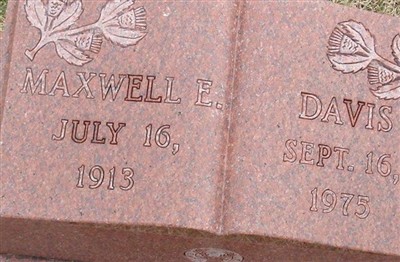 MAXWELL E. DAVIS
JULY 16, SEPT. 16,
1913 1975